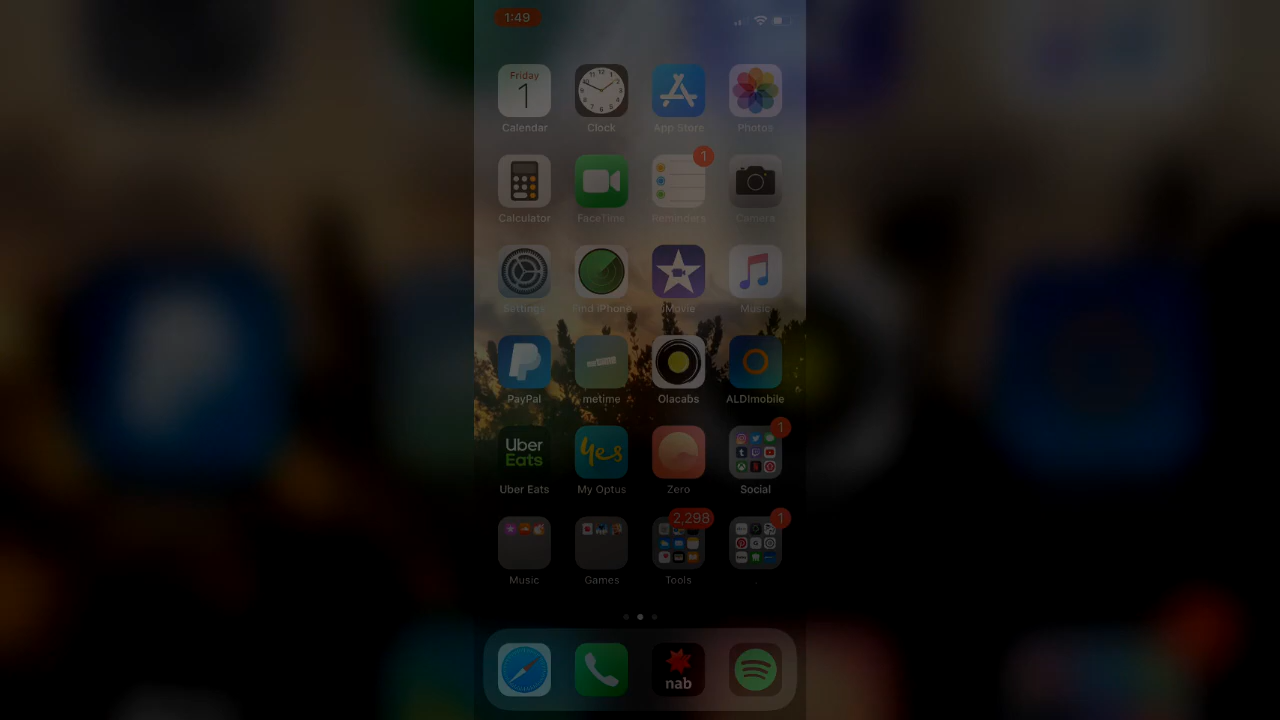 1:49
Friday
1
Calendar
Clock
App Store
Photos
1
Calculator
FaceTime
Reminders
Camera
Settings
Find iPhone
iMovie
Music
PayPal
metime
Olacabs
ALDImobile
Uber
Eats
yes
1
Uber Eats
My Optus
Zero
Social
2,298
1
Music
Games
Tools
.
nab